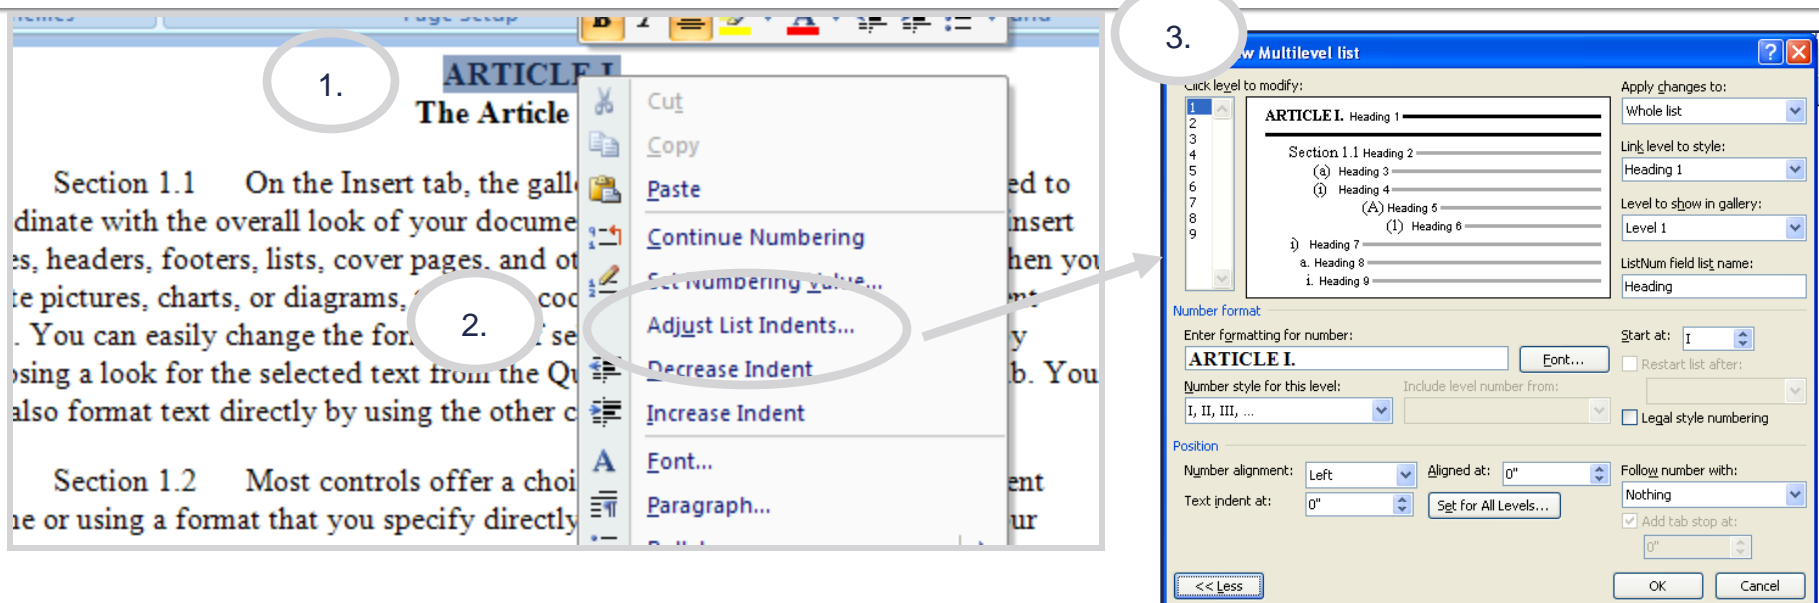 Page Setup
B I A
1.
ARTICLE I
The Article
Section 1.1 On the Insert tab, the ed to
dinate with the overall look of your nsert
headers, footers, lists, cover pages, and hen you
te pictures, charts, or diagrams,
. You can easily change the y
osing a look for the selected text from the b. You
also format text directly by using the other
Section 1.2 Most controls offer a ent
or using a format that you specify directly ur
Cut
Copy
Paste
Continue Numbering
Set Numbering Value...
2.
Adjust List Indents...
Decrease Indent
Increase Indent
Font...
Paragraph...
3.
Multilevel list
Click level to modify:
1
2
3
4
5
6
7
8
9
ARTICLE I. Heading 1
Section 1.1 Heading 2
(a) Heading 3
(i) Heading 4
(A) Heading 5
(1) Heading 6
i) Heading 7
a. Heading 8
i. Heading 9
Apply changes to:
Whole list
Link level to style:
Heading 1
Level to show in gallery:
Level 1
ListNum field list name:
Heading
Number format
Enter formatting for number:
ARTICLE I.
Font...
Start at: I
Restart list after:
Number style for this level:
I, II, III, ...
Include level number from:
Legal style numbering
Position
Number alignment: Left
Aligned at: 0"
Text indent at: 0"
Set for All Levels...
Follow number with:
Nothing
Add tab stop at:
0"
<< Less
OK
Cancel